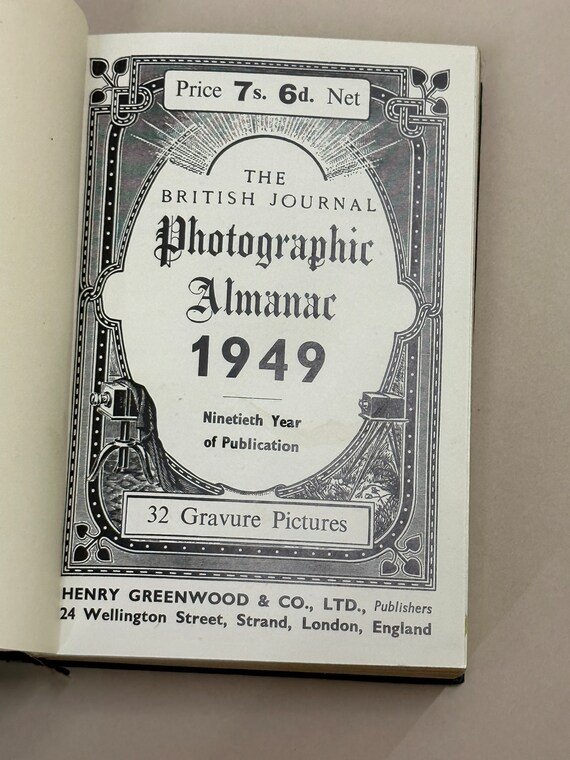 Price 7s. 6d. Net
THE
BRITISH JOURNAL
Photographic
Almanac
1949
Ninetieth Year
of Publication
32 Gravure Pictures
HENRY GREENWOOD & CO., LTD., Publishers
24 Wellington Street, Strand, London, England